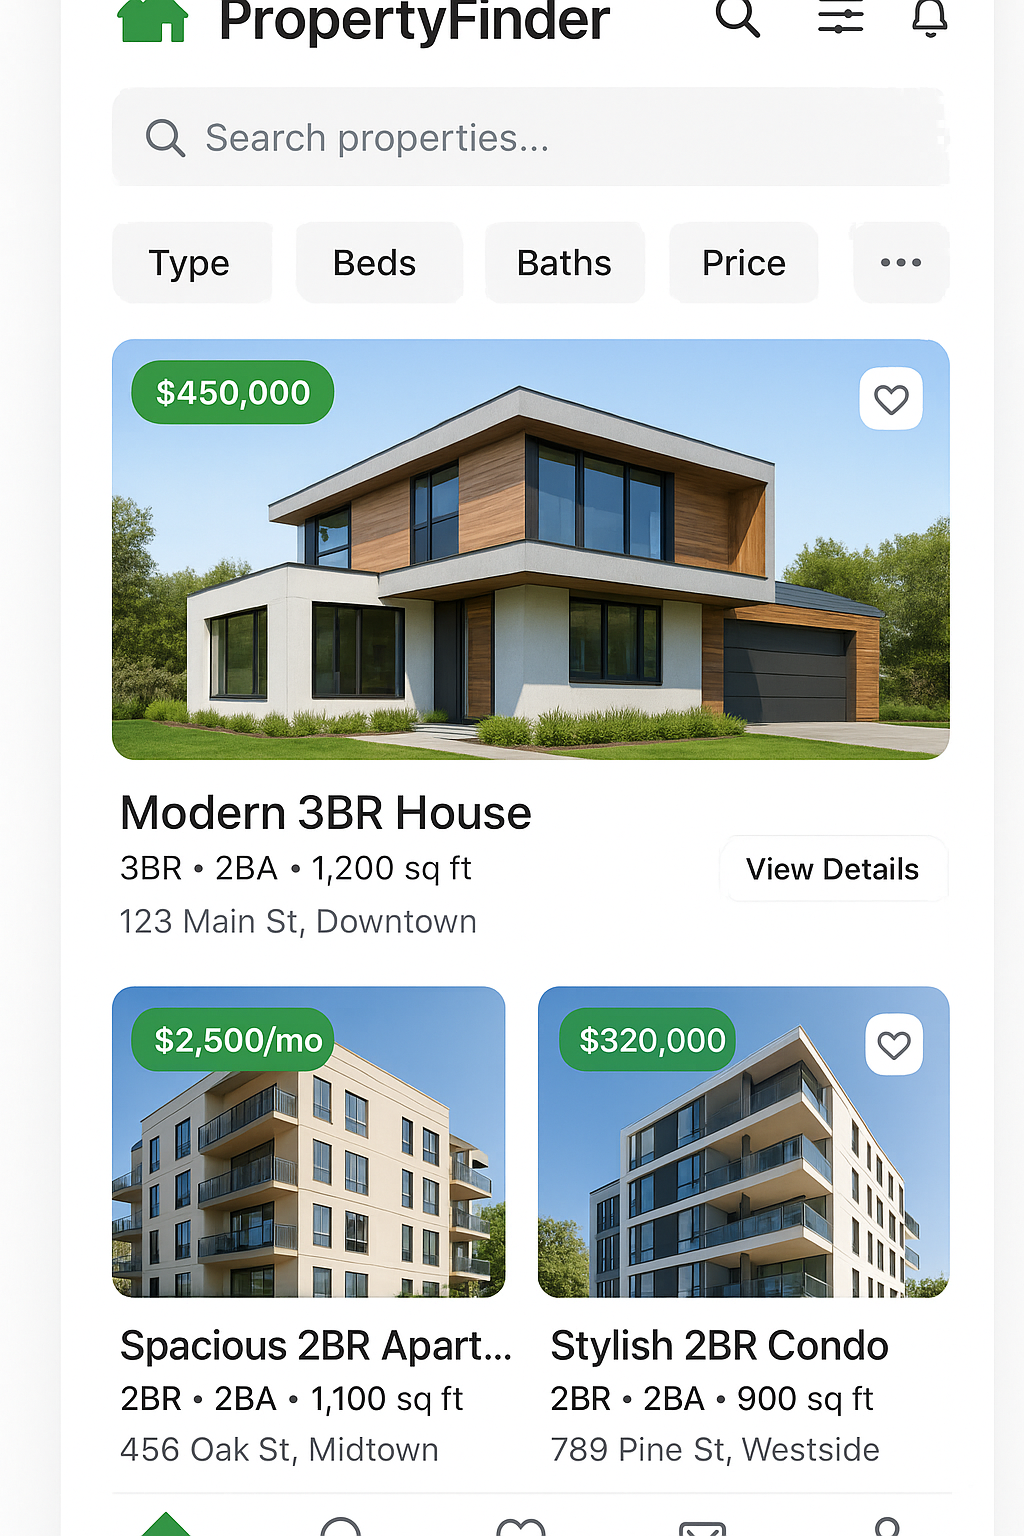 PropertyFinder
Search properties...
Type Beds Baths Price
$450,000
Modern 3BR House
3BR • 2BA • 1,200 sq ft
View Details
123 Main St, Downtown
$2,500/mo
$320,000
Spacious 2BR Apart...
2BR • 2BA • 1,100 sq ft
456 Oak St, Midtown
Stylish 2BR Condo
2BR • 2BA • 900 sq ft
789 Pine St, Westside